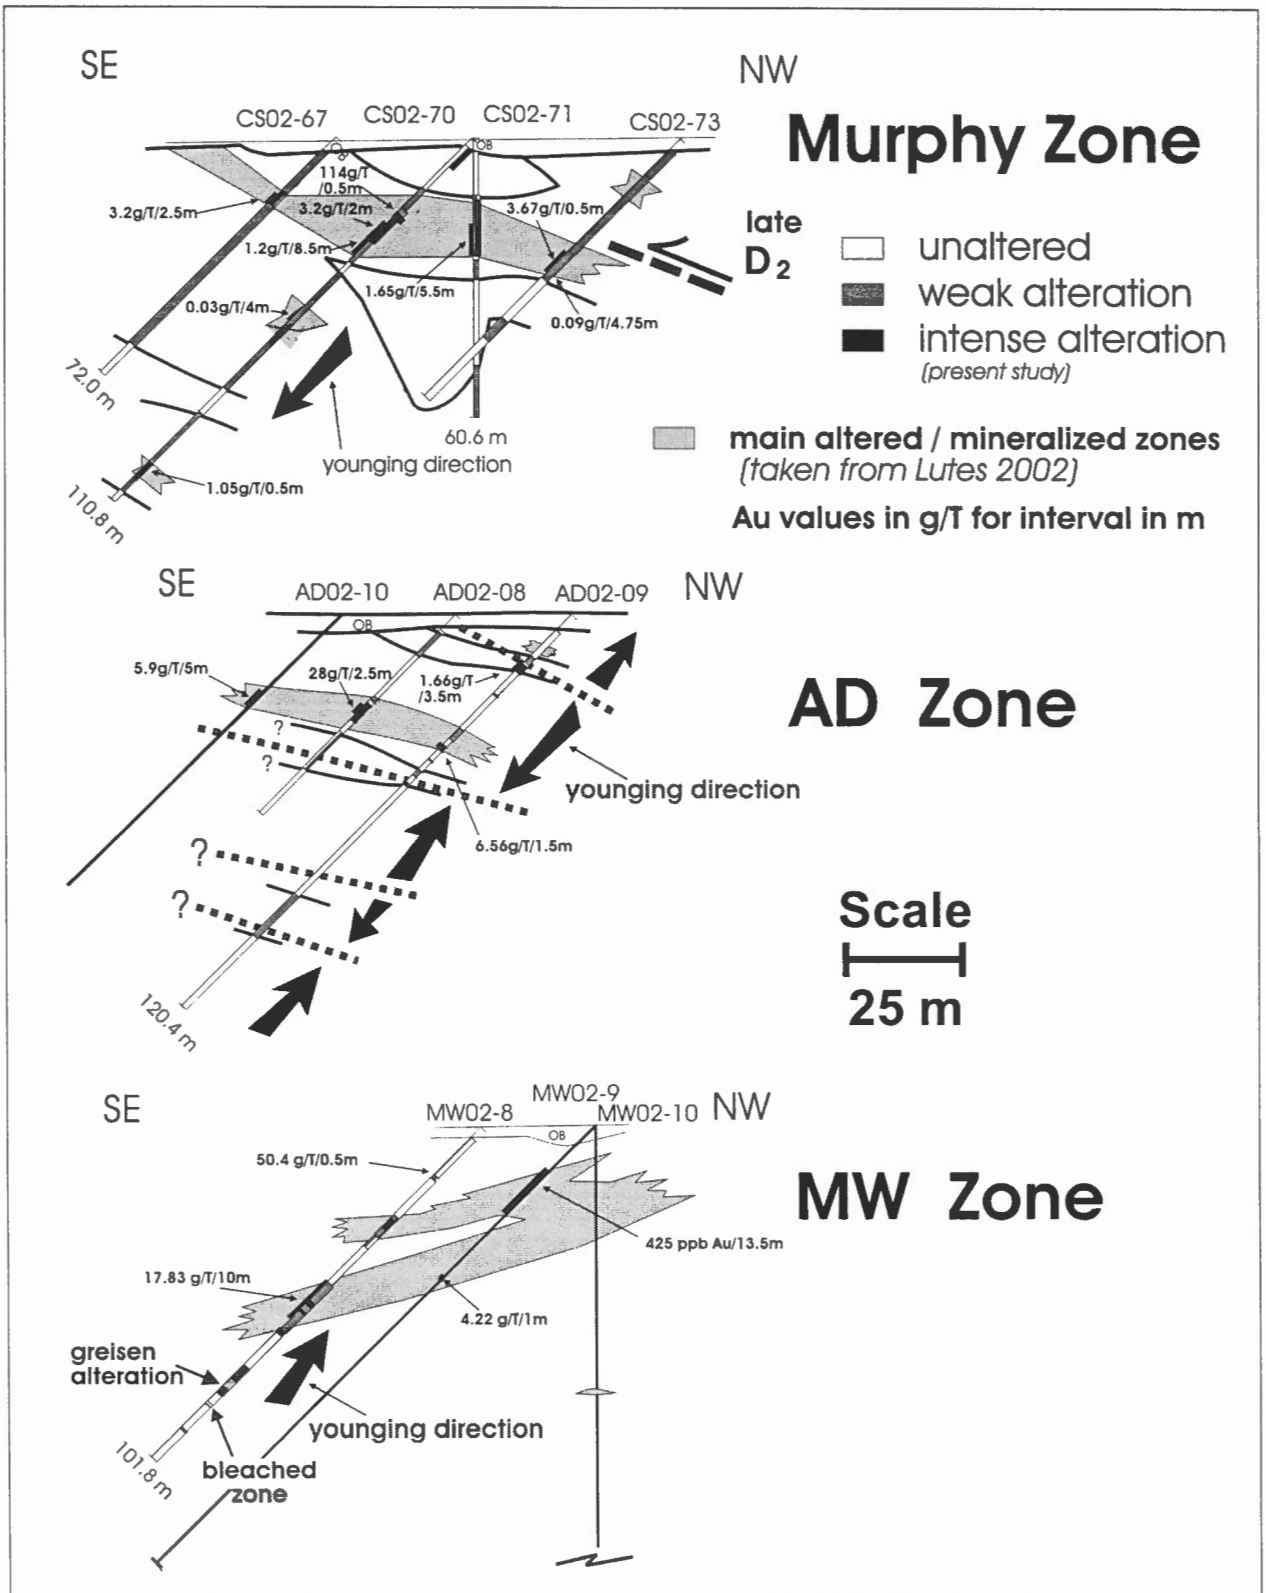 SE
NW
CS02-67
CS02-70
CS02-71
CS02-73
Murphy Zone
OB
OB
114g/T
/0.5m
3.2g/T/2.5m
3.2g/T/2m
3.67g/T/0.5m
1.2g/T/8.5m
1.65g/T/5.5m
0.03g/T/4m
0.09g/T/4.75m
late
D2
unaltered
weak alteration
intense alteration
(present study)
72.0 m
60.6 m
younging direction
1.05g/T/0.5m
110.8 m
main altered / mineralized zones
(taken from Lutes 2002)
Au values in g/T for interval in m
SE
AD02-10
AD02-08
AD02-09
NW
OB
5.9g/T/5m
28g/T/2.5m
1.66g/T
/3.5m
AD Zone
?
?
younging direction
6.56g/T/1.5m
?
?
120.4 m
Scale
25 m
SE
MW02-8
MW02-9
MW02-10
NW
OB
50.4 g/T/0.5m
MW Zone
425 ppb Au/13.5m
17.83 g/T/10m
4.22 g/T/1m
greisen
alteration
younging direction
bleached
zone
101.8 m